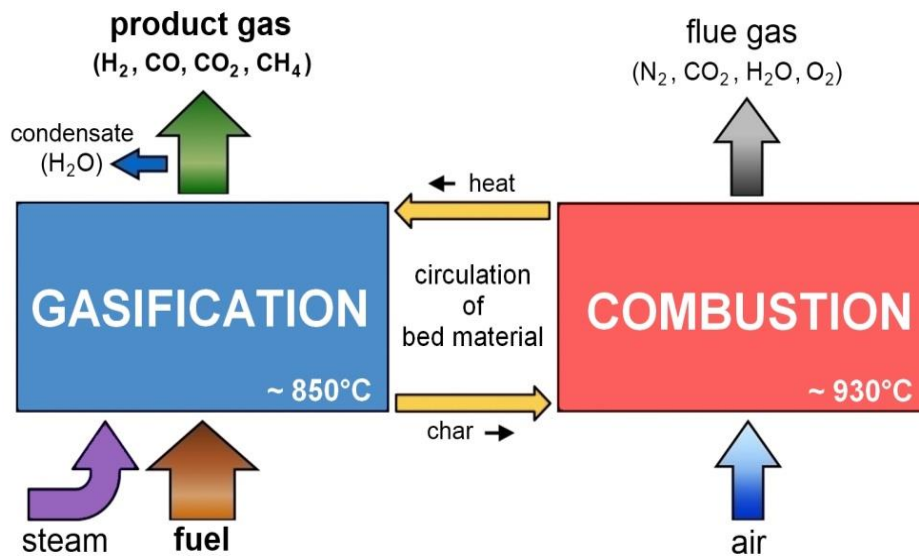 product gas
(H₂, CO, CO₂, CH₄)
condensate
(H₂O)
flue gas
(N₂, CO₂, H₂O, O₂)
← heat
GASIFICATION
~ 850°C
circulation
of
bed material
COMBUSTION
~ 930°C
char →
steam
fuel
air